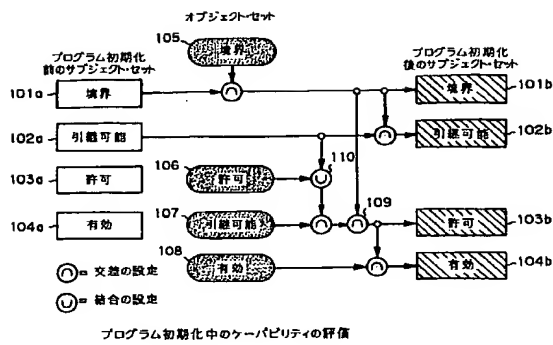 オブジェクト・セット
プログラム初期化
前のサブジェクト・セット
105
境界
プログラム初期化
後のサブジェクト・セット
101a
境界
境界
101b
102a
引継可能
引継可能
102b
106
110
103a
許可
許可
107
109
104a
有効
引継可能
許可
103b
108
有効
有効
104b
= 交差の設定
= 結合の設定
プログラム初期化中のケーパビリティの評価